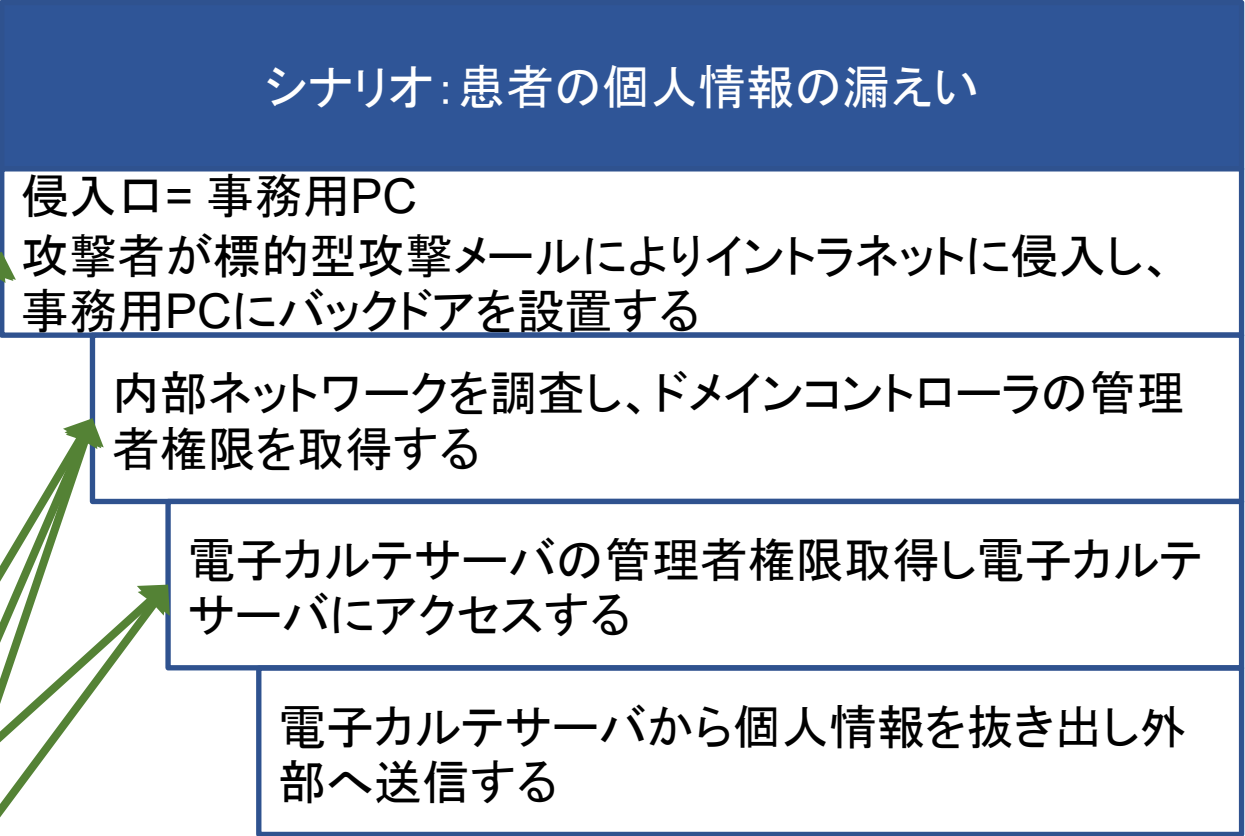 シナリオ：患者の個人情報の漏えい
侵入口= 事務用PC
攻撃者が標的型攻撃メールによりイントラネットに侵入し、
事務用PCにバックドアを設置する
内部ネットワークを調査し、ドメインコントローラの管理
者権限を取得する
電子カルテサーバの管理者権限取得し電子カルテ
サーバにアクセスする
電子カルテサーバから個人情報を抜き出し外
部へ送信する